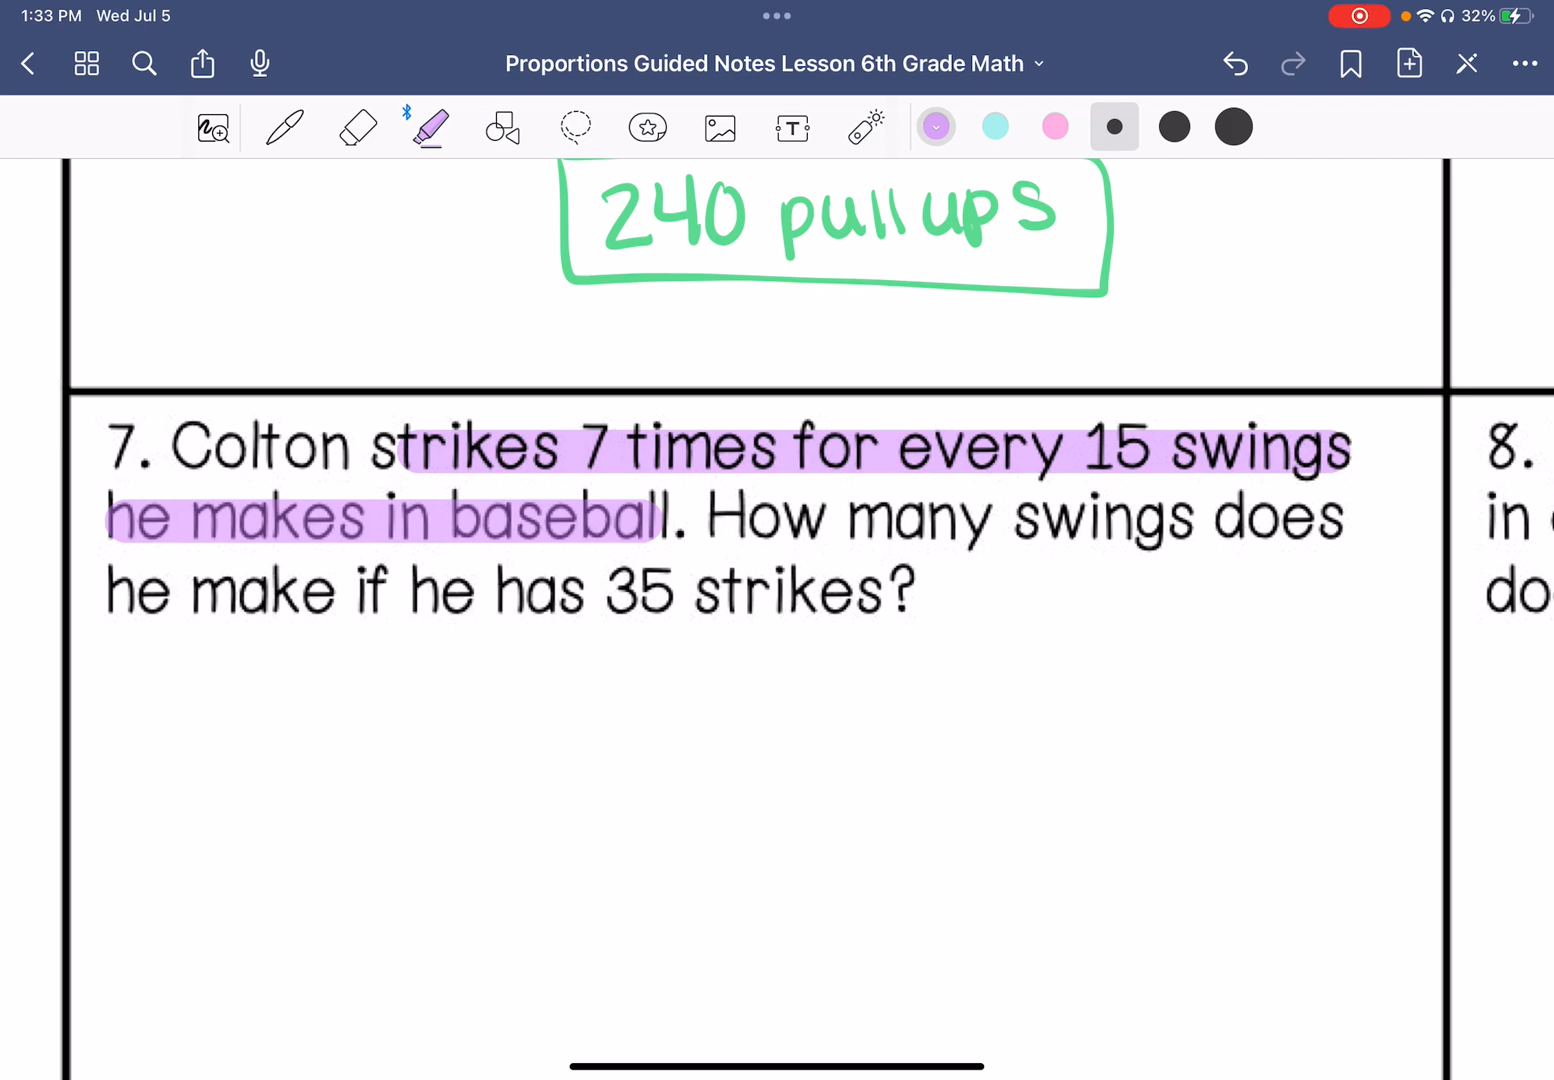 1:33 PM Wed Jul 5
32%
Proportions Guided Notes Lesson 6th Grade Math
T
240 pull ups
7. Colton strikes 7 times for every 15 swings
he makes in baseball. How many swings does
he make if he has 35 strikes?
8.
in
do